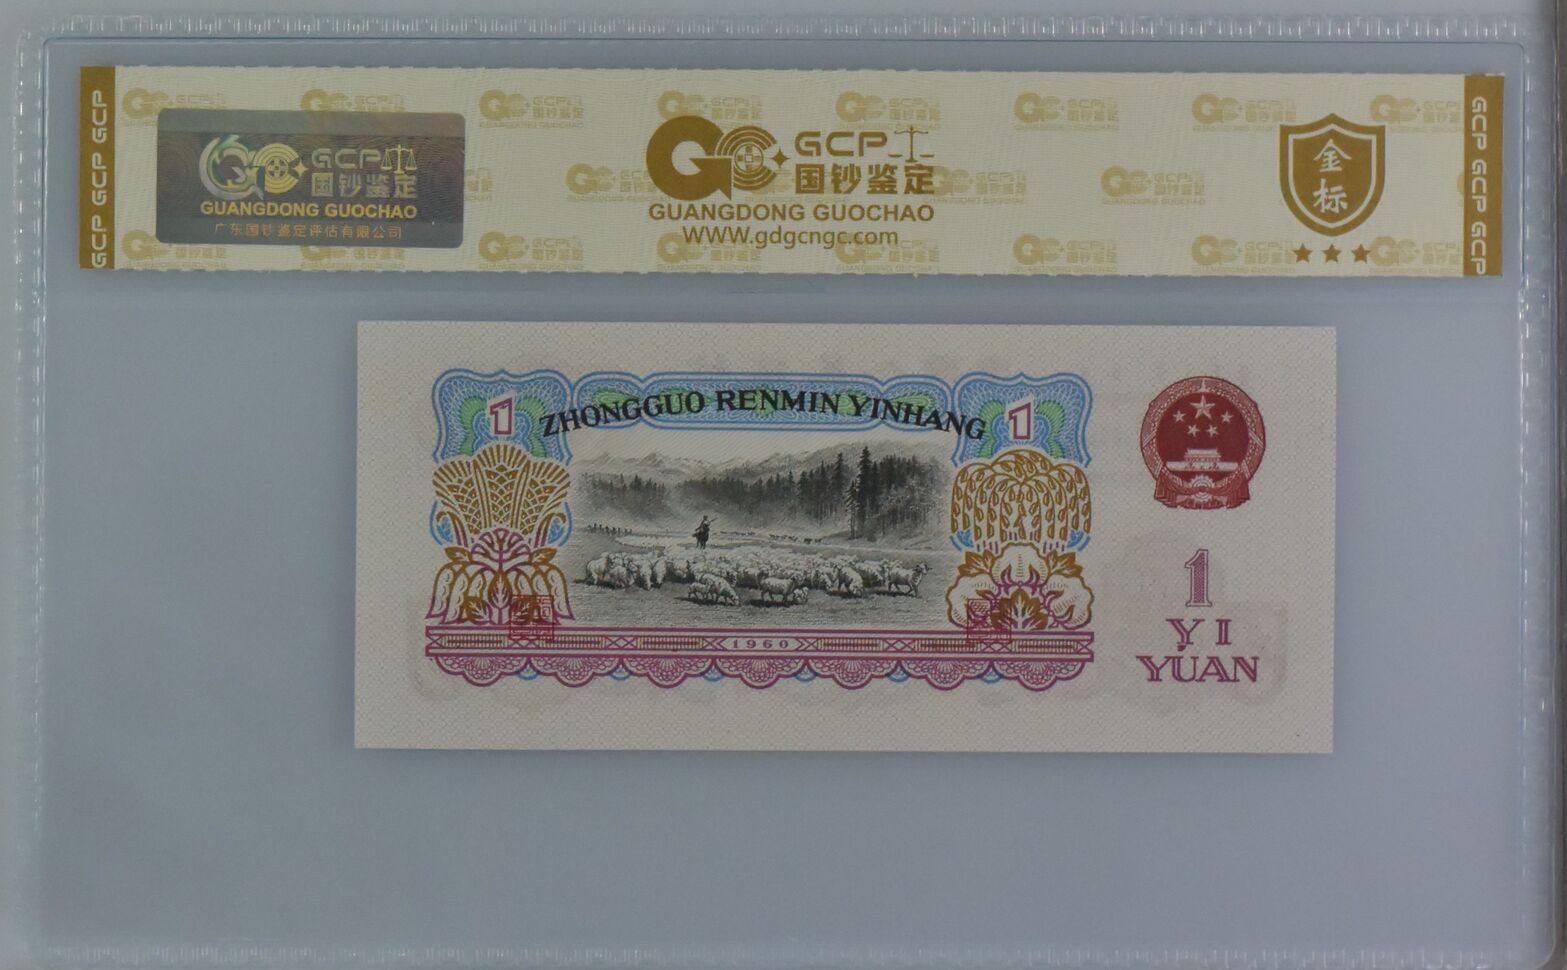 GCP GCP GCP
GCP
国钞鉴定
GUANGDONG GUOCHAO
广东国钞鉴定评估有限公司
GCP
国钞鉴定
GUANGDONG GUOCHAO
WWW.gdgcngc.com
金标
GCP GCP GCP
1
ZHONGGUO RENMIN YINHANG
1
1960
1
YI
YUAN